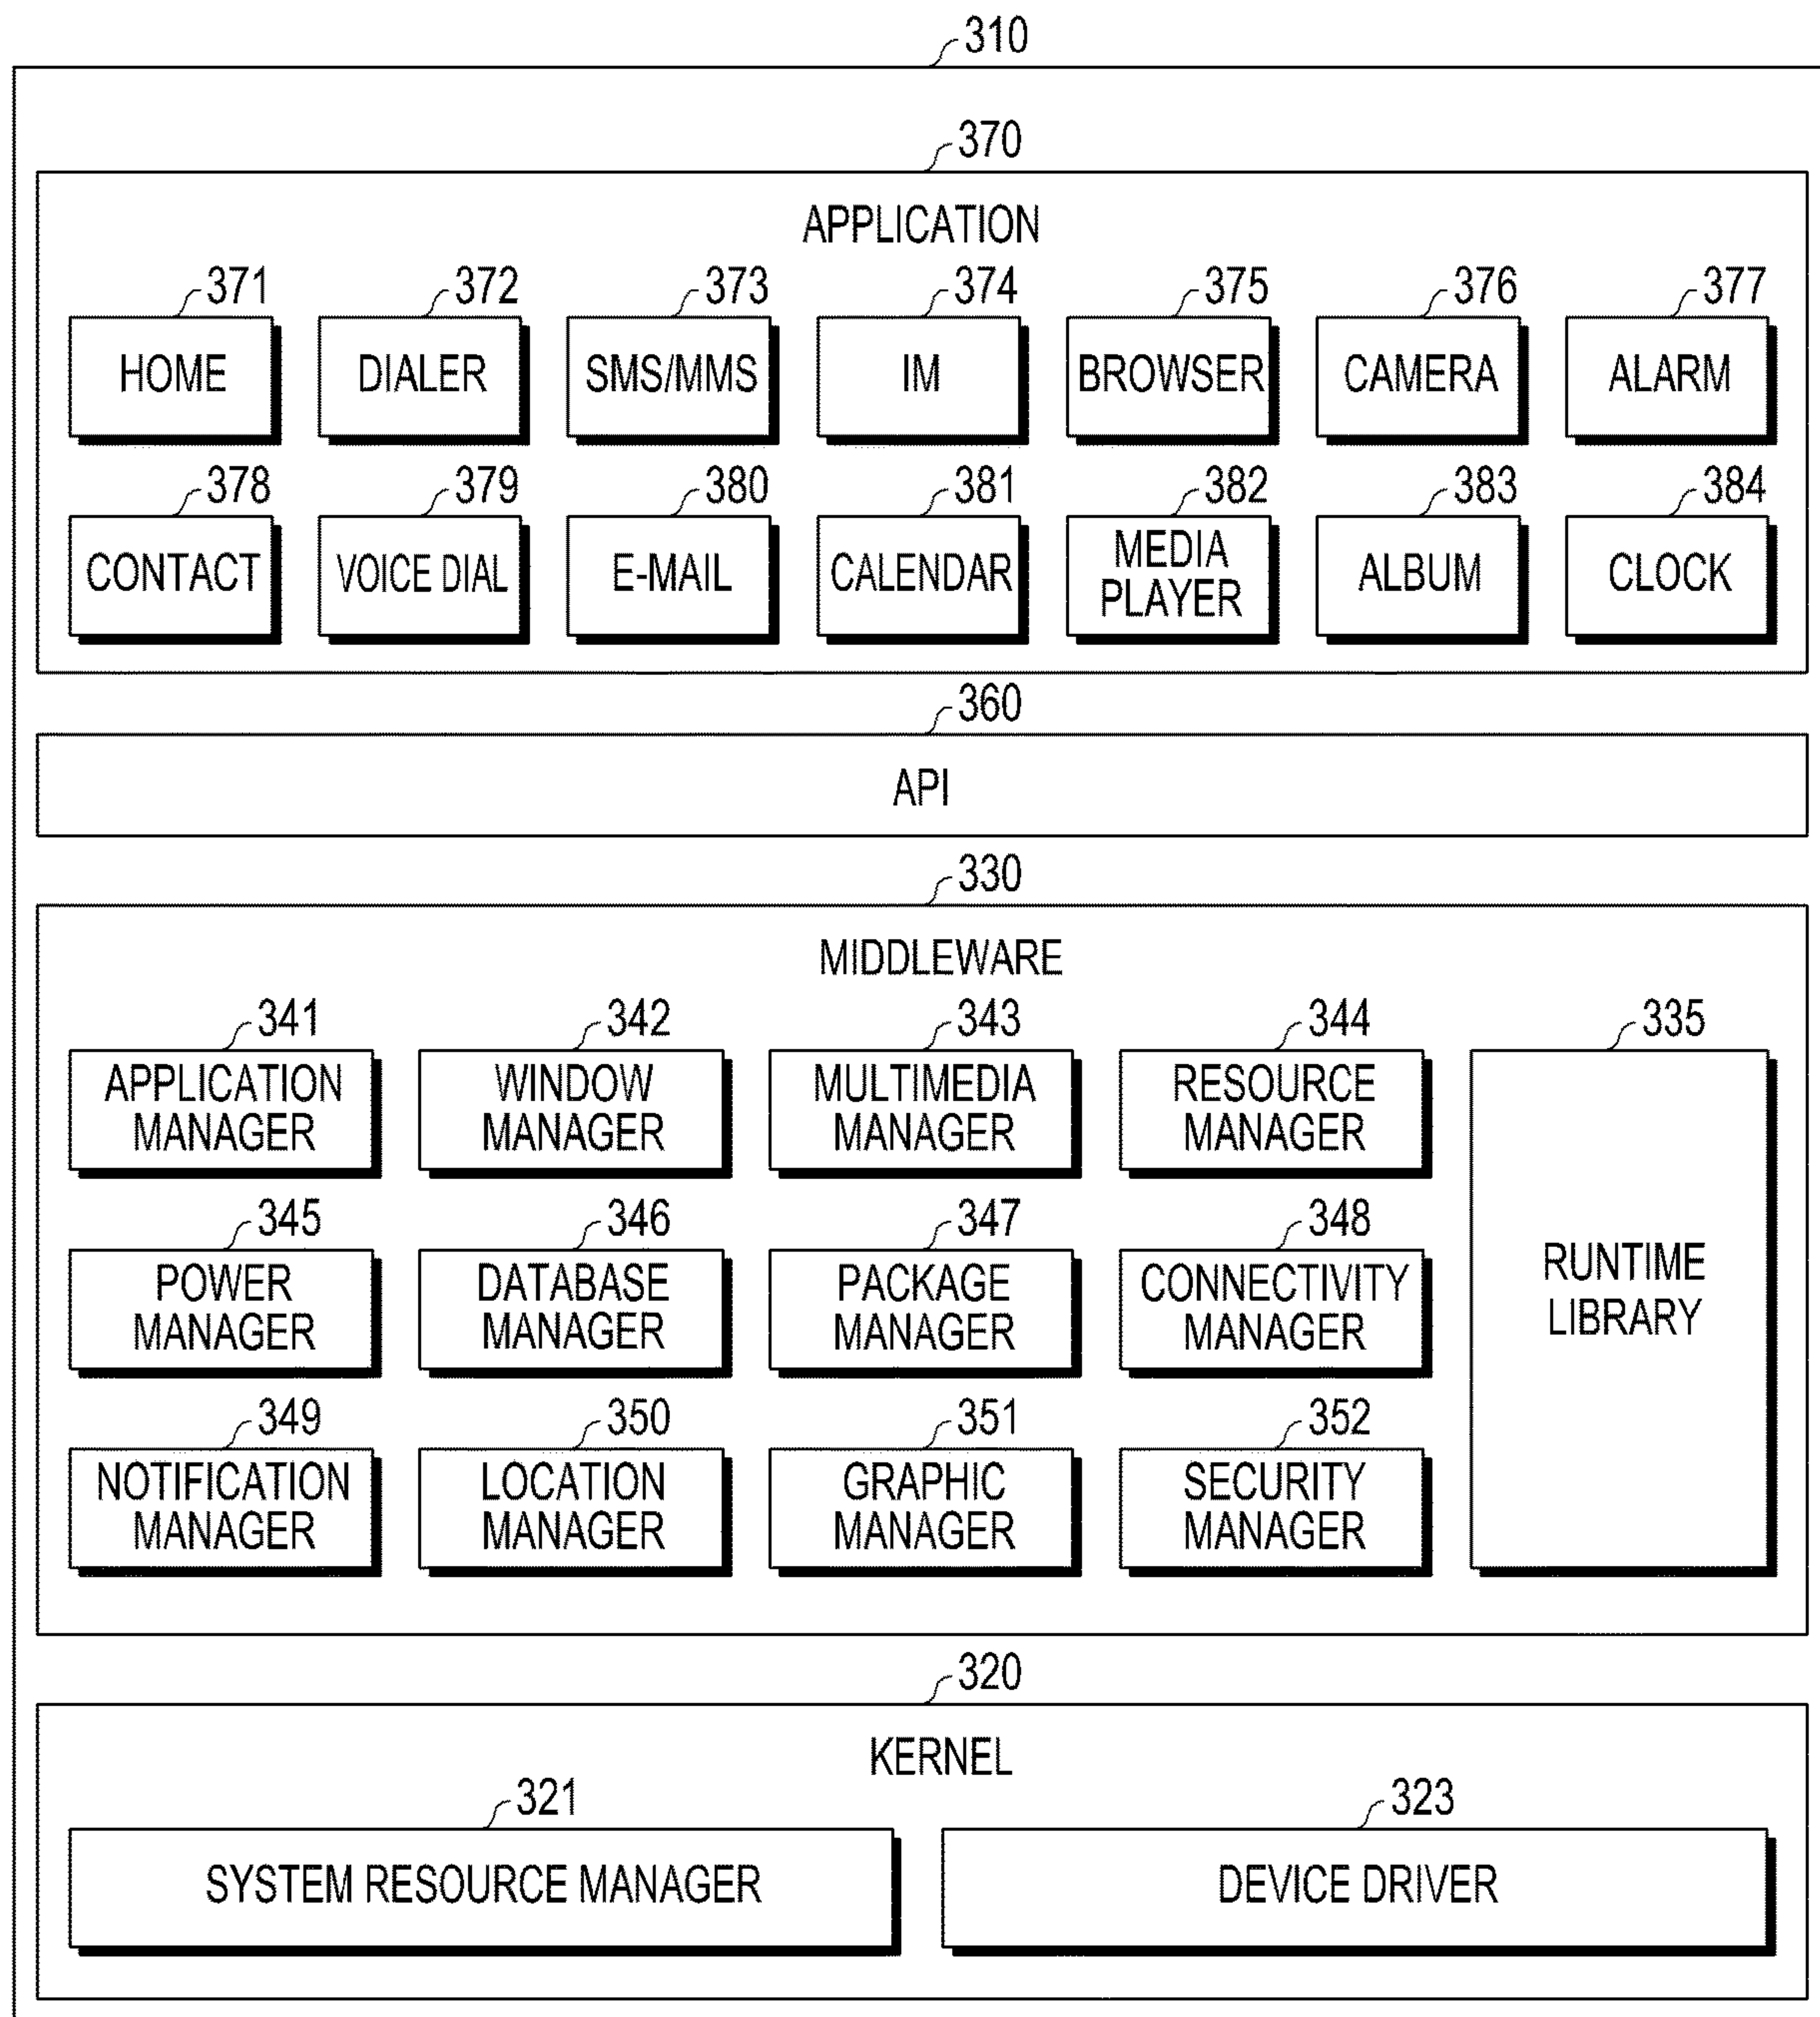 310
370
APPLICATION
371 372 373 374 375 376 377
HOME DIALER SMS/MMS IM BROWSER CAMERA ALARM
378 379 380 381 382 383 384
CONTACT VOICE DIAL E-MAIL CALENDAR MEDIA PLAYER ALBUM CLOCK
360
API
330
MIDDLEWARE
341 342 343 344 335
APPLICATION MANAGER WINDOW MANAGER MULTIMEDIA MANAGER RESOURCE MANAGER
345 346 347 348
POWER MANAGER DATABASE MANAGER PACKAGE MANAGER CONNECTIVITY MANAGER RUNTIME LIBRARY
349 350 351 352
NOTIFICATION MANAGER LOCATION MANAGER GRAPHIC MANAGER SECURITY MANAGER
320
KERNEL
321 323
SYSTEM RESOURCE MANAGER DEVICE DRIVER